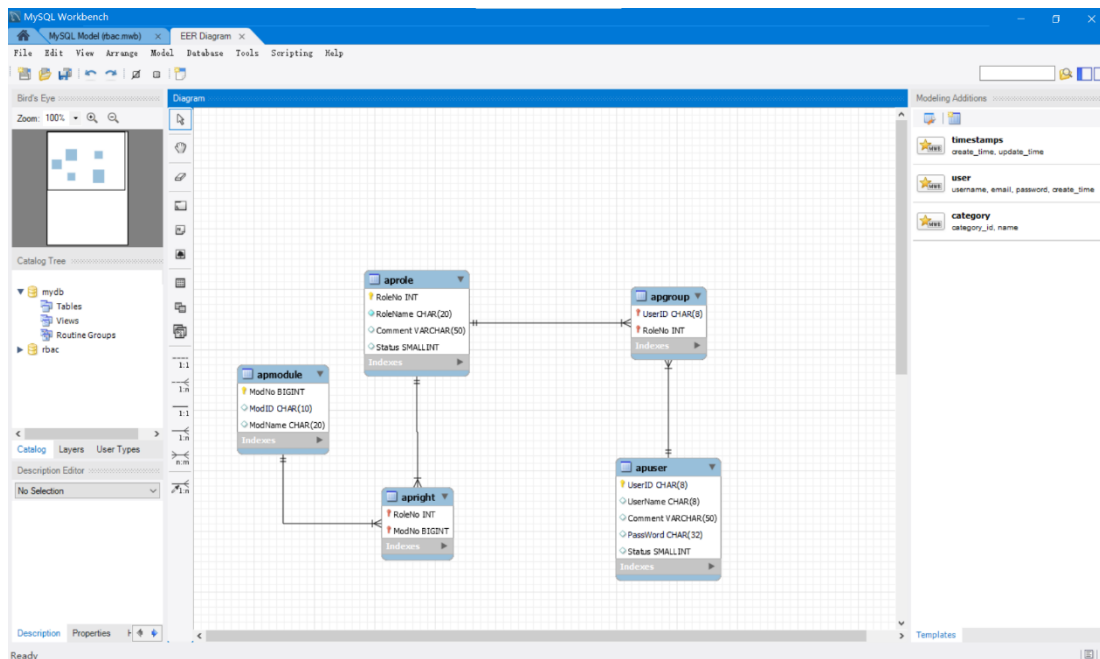 MySQL Workbench
MySQL Model (rbac.mwb) ×
EER Diagram ×
File Edit View Arrange Model Database Tools Scripting Help
Bird's Eye
Zoom: 100%
Catalog Tree
mydb
Tables
Views
Routine Groups
rbac
Catalog Layers User Types
Description Editor
No Selection
Description Properties H
Ready
Diagram
1:1
1:n
1:1
1:n
n:m
1:n
aprole
RoleNo INT
RoleName CHAR(20)
Comment VARCHAR(50)
Status SMALLINT
Indexes
apgroup
UserID CHAR(8)
RoleNo INT
Indexes
apmodule
ModNo BIGINT
ModID CHAR(10)
ModName CHAR(20)
Indexes
apright
RoleNo INT
ModNo BIGINT
Indexes
apuser
UserID CHAR(8)
UserName CHAR(8)
Comment VARCHAR(50)
PassWord CHAR(32)
Status SMALLINT
Indexes
Modeling Additions
timestamps
create_time, update_time
user
username, email, password, create_time
category
category_id, name
Templates